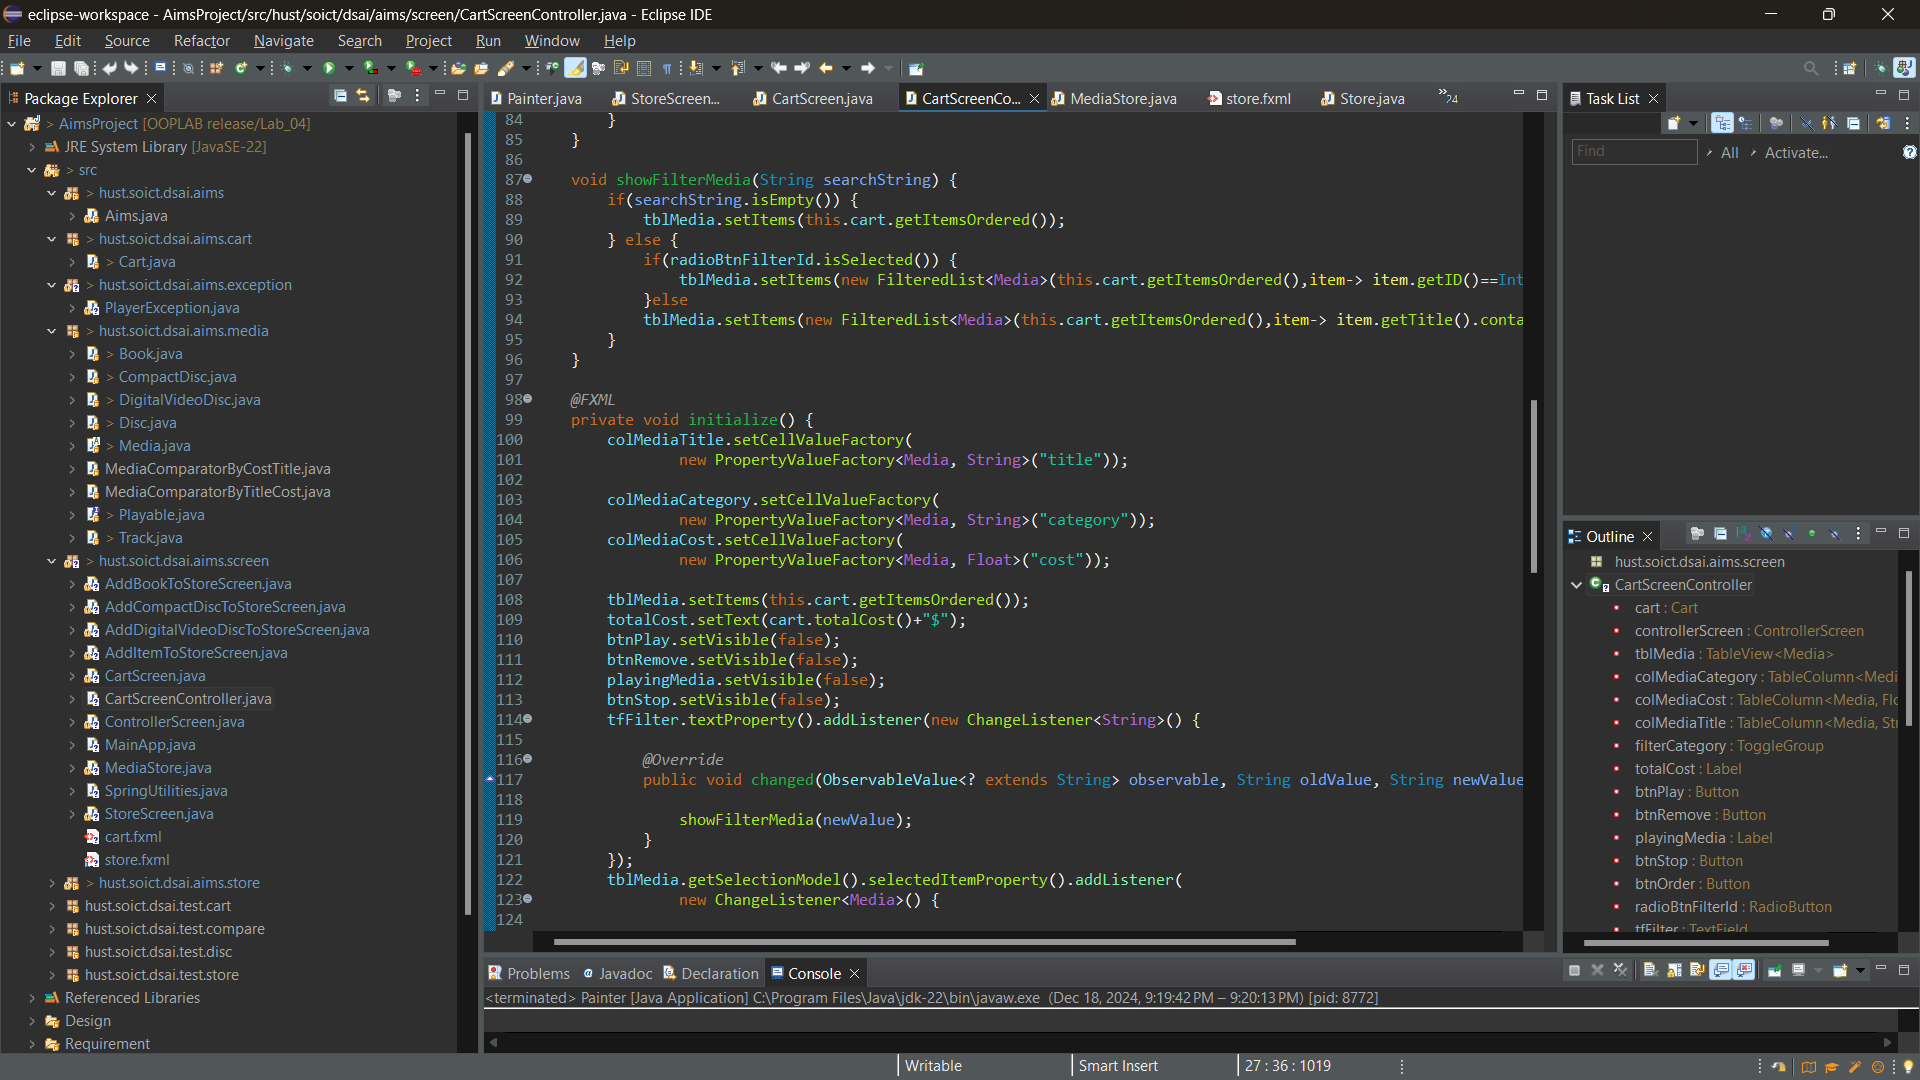 eclipse-workspace - AimsProject/src/hust/soict/dsai/aims/screen/CartScreenController.java - Eclipse IDE
File Edit Source Refactor Navigate Search Project Run Window Help
Package Explorer
> AimsProject [OOPLAB release/Lab_04]
JRE System Library [JavaSE-22]
> src
> hust.soict.dsai.aims
Aims.java
> hust.soict.dsai.aims.cart
> Cart.java
> hust.soict.dsai.aims.exception
PlayerException.java
> hust.soict.dsai.aims.media
> Book.java
> CompactDisc.java
> DigitalVideoDisc.java
> Disc.java
> Media.java
MediaComparatorByCostTitle.java
MediaComparatorByTitleCost.java
> Playable.java
> Track.java
> hust.soict.dsai.aims.screen
AddBookToStoreScreen.java
AddCompactDiscToStoreScreen.java
AddDigitalVideoDiscToStoreScreen.java
AddItemToStoreScreen.java
CartScreen.java
CartScreenController.java
ControllerScreen.java
MainApp.java
MediaStore.java
SpringUtilities.java
StoreScreen.java
cart.fxml
store.fxml
> hust.soict.dsai.aims.store
hust.soict.dsai.test.cart
hust.soict.dsai.test.compare
hust.soict.dsai.test.disc
hust.soict.dsai.test.store
Referenced Libraries
Design
Requirement
Painter.java StoreScreen... CartScreen.java CartScreenCo... MediaStore.java store.fxml Store.java »24
84 }
85 }
86
87 void showFilterMedia(String searchString) {
88 if(searchString.isEmpty()) {
89 tblMedia.setItems(this.cart.getItemsOrdered());
90 } else {
91 if(radioBtnFilterId.isSelected()) {
92 tblMedia.setItems(new FilteredList<Media>(this.cart.getItemsOrdered(),item-> item.getID()==Int
93 }else
94 tblMedia.setItems(new FilteredList<Media>(this.cart.getItemsOrdered(),item-> item.getTitle().conta
95 }
96 }
97
98 @FXML
99 private void initialize() {
100 colMediaTitle.setCellValueFactory(
101 new PropertyValueFactory<Media, String>("title"));
102
103 colMediaCategory.setCellValueFactory(
104 new PropertyValueFactory<Media, String>("category"));
105 colMediaCost.setCellValueFactory(
106 new PropertyValueFactory<Media, Float>("cost"));
107
108 tblMedia.setItems(this.cart.getItemsOrdered());
109 totalCost.setText(cart.totalCost()+"$");
110 btnPlay.setVisible(false);
111 btnRemove.setVisible(false);
112 playingMedia.setVisible(false);
113 btnStop.setVisible(false);
114 tfFilter.textProperty().addListener(new ChangeListener<String>() {
115
116 @Override
117 public void changed(ObservableValue<? extends String> observable, String oldValue, String newValue
118
119 showFilterMedia(newValue);
120 }
121 });
122 tblMedia.getSelectionModel().selectedItemProperty().addListener(
123 new ChangeListener<Media>() {
124
Task List
Find All Activate...
Outline
hust.soict.dsai.aims.screen
CartScreenController
cart : Cart
controllerScreen : ControllerScreen
tblMedia : TableView<Media>
colMediaCategory : TableColumn<Medi
colMediaCost : TableColumn<Media, Flo
colMediaTitle : TableColumn<Media, Str
filterCategory : ToggleGroup
totalCost : Label
btnPlay : Button
btnRemove : Button
playingMedia : Label
btnStop : Button
btnOrder : Button
radioBtnFilterId : RadioButton
tfFilter : TextField
Problems Javadoc Declaration Console
<terminated> Painter [Java Application] C:\Program Files\Java\jdk-22\bin\javaw.exe (Dec 18, 2024, 9:19:42 PM – 9:20:13 PM) [pid: 8772]
Writable Smart Insert 27 : 36 : 1019